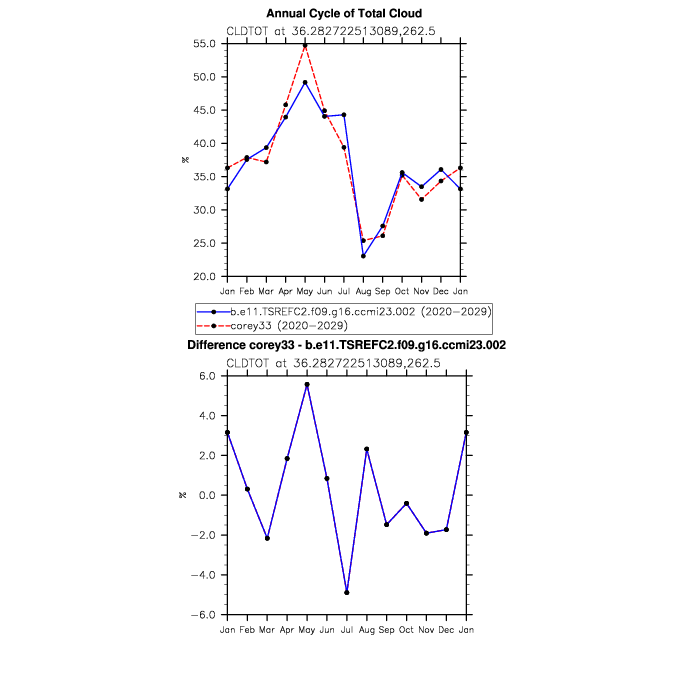 Annual Cycle of Total Cloud
CLDTOT at 36.282722513089,262.5
55.0
50.0
45.0
40.0
35.0
30.0
25.0
20.0
%
Jan Feb Mar Apr May Jun Jul Aug Sep Oct Nov Dec Jan
b.e11.TSREFC2.f09.g16.ccmi23.002 (2020-2029)
corey33 (2020-2029)
Difference corey33 - b.e11.TSREFC2.f09.g16.ccmi23.002
CLDTOT at 36.282722513089,262.5
6.0
4.0
2.0
0.0
-2.0
-4.0
-6.0
%
Jan Feb Mar Apr May Jun Jul Aug Sep Oct Nov Dec Jan